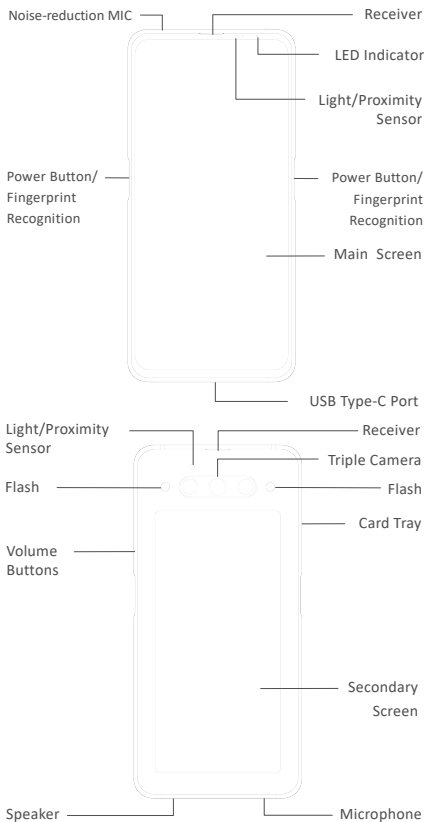 Noise-reduction MIC
Receiver
LED Indicator
Light/Proximity
Sensor
Power Button/
Fingerprint
Recognition
Power Button/
Fingerprint
Recognition
Main Screen
USB Type-C Port
Light/Proximity
Sensor
Receiver
Triple Camera
Flash
Flash
Card Tray
Volume
Buttons
Secondary
Screen
Speaker
Microphone